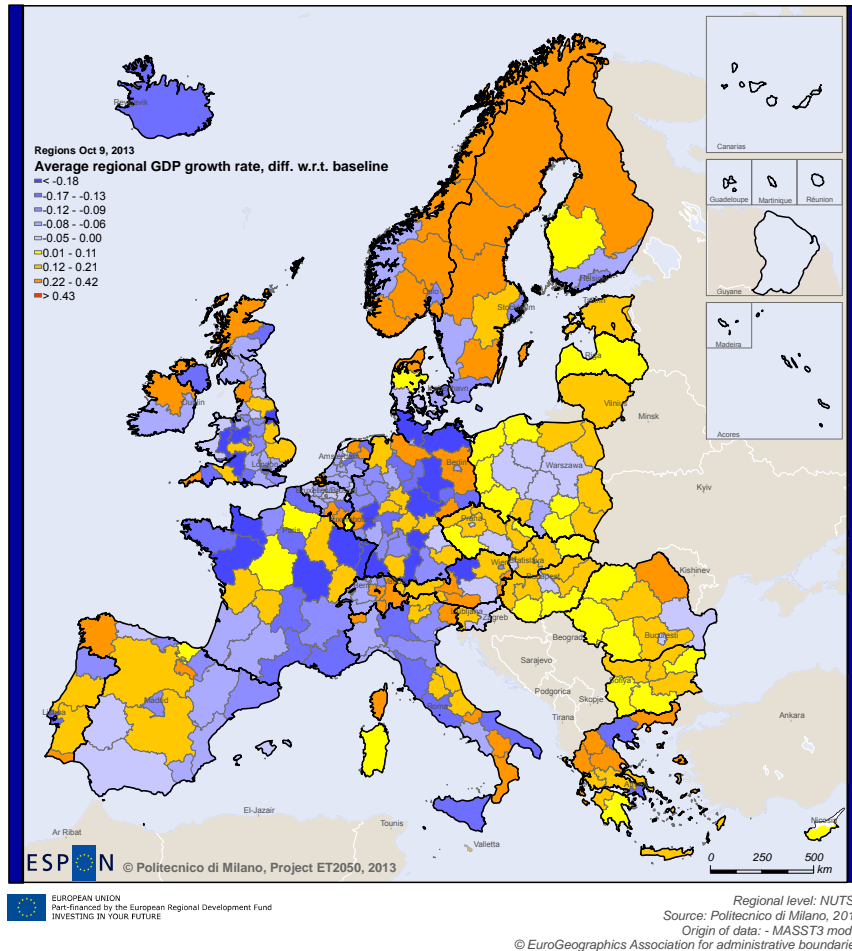 Reykjavik
Canarias
Regions Oct 9, 2013
Average regional GDP growth rate, diff. w.r.t. baseline
< -0.18
-0.17 - -0.13
-0.12 - -0.09
-0.08 - -0.06
-0.05 - 0.00
0.01 - 0.11
0.12 - 0.21
0.22 - 0.42
> 0.43
Guadeloupe Martinique Réunion
Guyane
Madeira
Acores
Oslo
Stockholm
Riga
Vilnius
Minsk
Dublin
London
Berlin
Warszawa
Kyiv
Paris
Praha
Wien Bratislava
Budapest
Kishinev
Ljubljana
Zagreb
Beograd
Bucuresti
Sarajevo
Podgorica
Sofiya
Skopje
Tirana
Roma
Madrid
Ankara
El-Jazair
Tounis
Ar Ribat
Valletta
Nicosia
0 250 500
km
ESPON © Politecnico di Milano, Project ET2050, 2013
EUROPEAN UNION
Part-financed by the European Regional Development Fund
INVESTING IN YOUR FUTURE
Regional level: NUTS
Source: Politecnico di Milano, 201
Origin of data: - MASST3 mod
© EuroGeographics Association for administrative boundarie